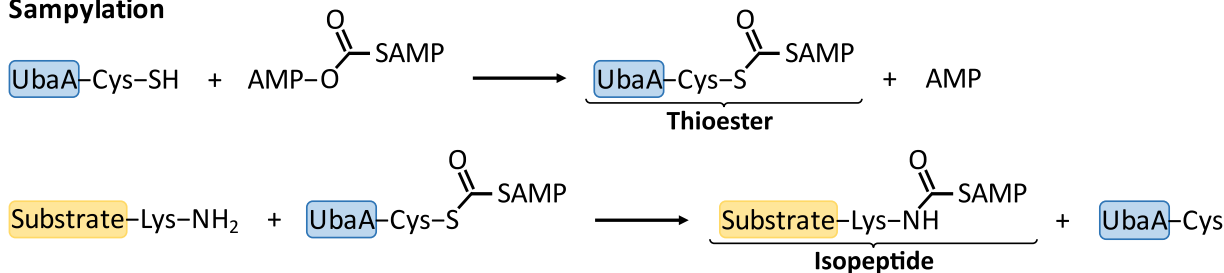 Sampylation
O
UbaA–Cys–SH + AMP–O SAMP UbaA–Cys–S SAMP + AMP
O
Thioester
O
Substrate–Lys–NH₂ + UbaA–Cys–S SAMP Substrate–Lys–NH SAMP + UbaA–Cys
O
Isopeptide